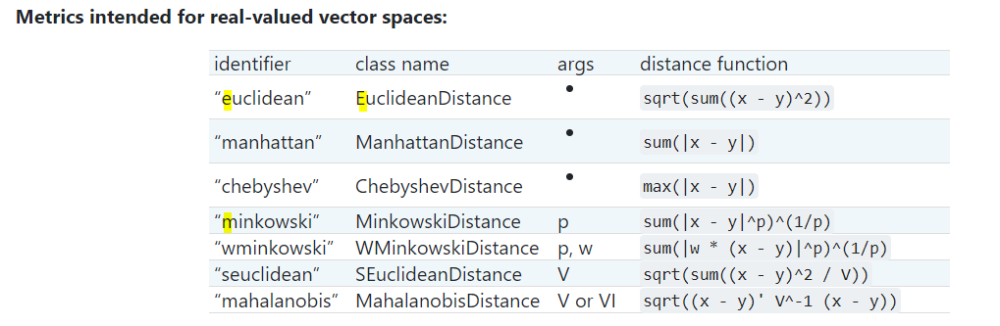 Metrics intended for real-valued vector spaces:
identifier class name args distance function
“euclidean” EuclideanDistance • sqrt(sum((x - y)^2))
“manhattan” ManhattanDistance • sum(|x - y|)
“chebyshev” ChebyshevDistance • max(|x - y|)
“minkowski” MinkowskiDistance p sum(|x - y|^p)^(1/p)
“wminkowski” WMinkowskiDistance p, w sum(|w * (x - y)|^p)^(1/p)
“seuclidean” SEuclideanDistance V sqrt(sum((x - y)^2 / V))
“mahalanobis” MahalanobisDistance V or VI sqrt((x - y)' V^-1 (x - y))